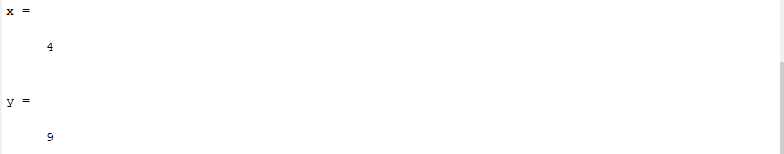 x =
4
y =
9